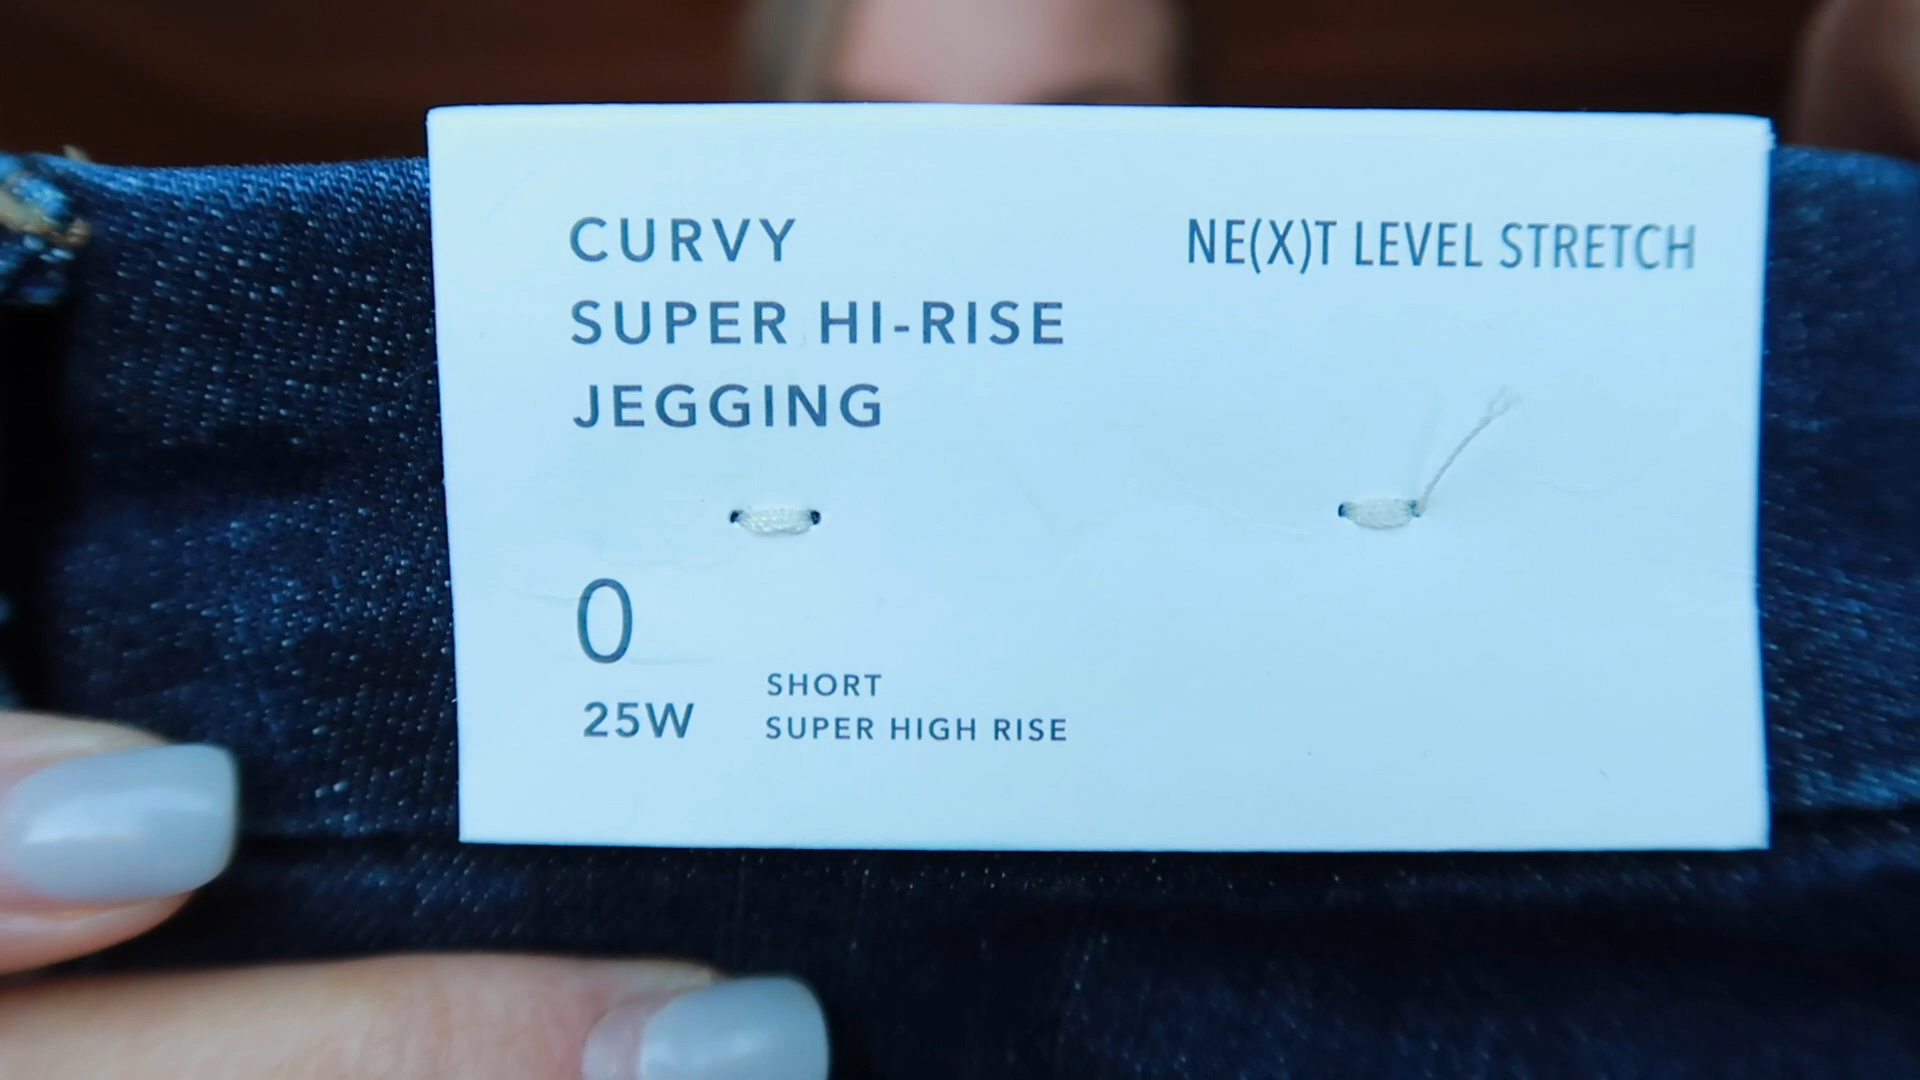 CURVY
SUPER HI-RISE
JEGGING
NE(X)T LEVEL STRETCH
0
25W
SHORT
SUPER HIGH RISE